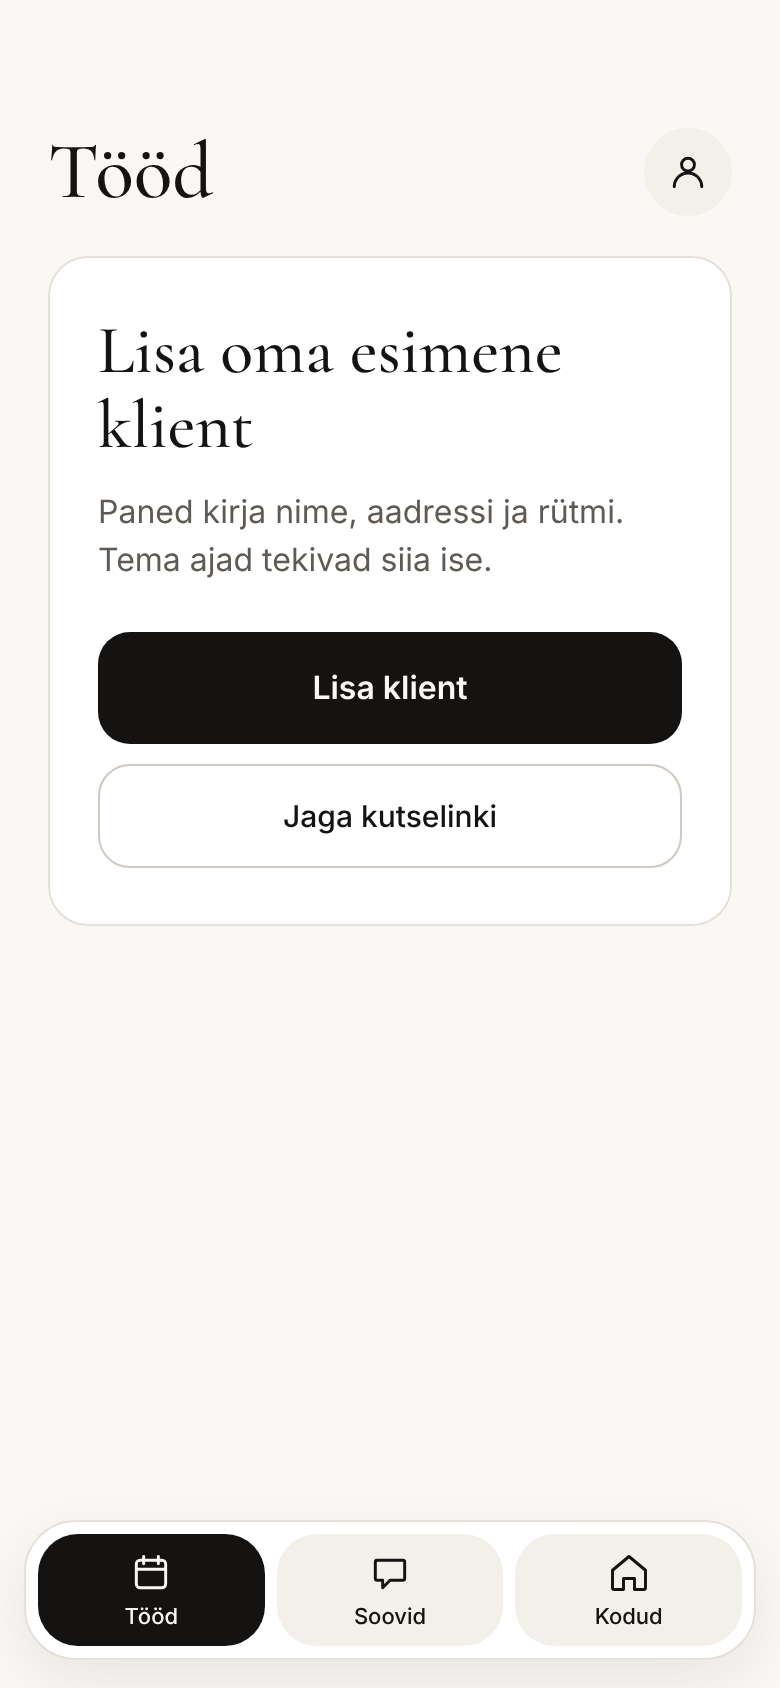 Tööd
Lisa oma esimene
klient
Paned kirja nime, aadressi ja rütmi.
Tema ajad tekivad siia ise.
Lisa klient
Jaga kutselinki
Tööd
Soovid
Kodud